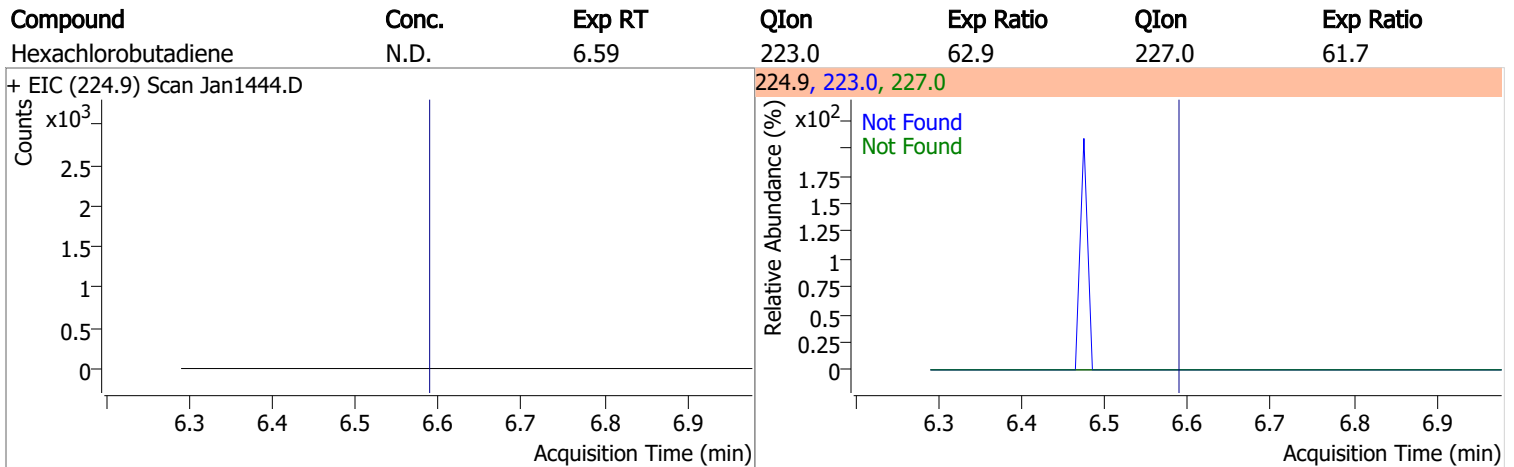 Compound Conc. Exp RT QIon Exp Ratio QIon Exp Ratio
Hexachlorobutadiene N.D. 6.59 223.0 62.9 227.0 61.7
+ EIC (224.9) Scan Jan1444.D
Counts
x10³
2.5
2
1.5
1
0.5
0
6.3 6.4 6.5 6.6 6.7 6.8 6.9
Acquisition Time (min)
224.9, 223.0, 227.0
Relative Abundance (%)
x10²
Not Found
Not Found
1.75
1.5
1.25
1
0.75
0.5
0.25
0
6.3 6.4 6.5 6.6 6.7 6.8 6.9
Acquisition Time (min)